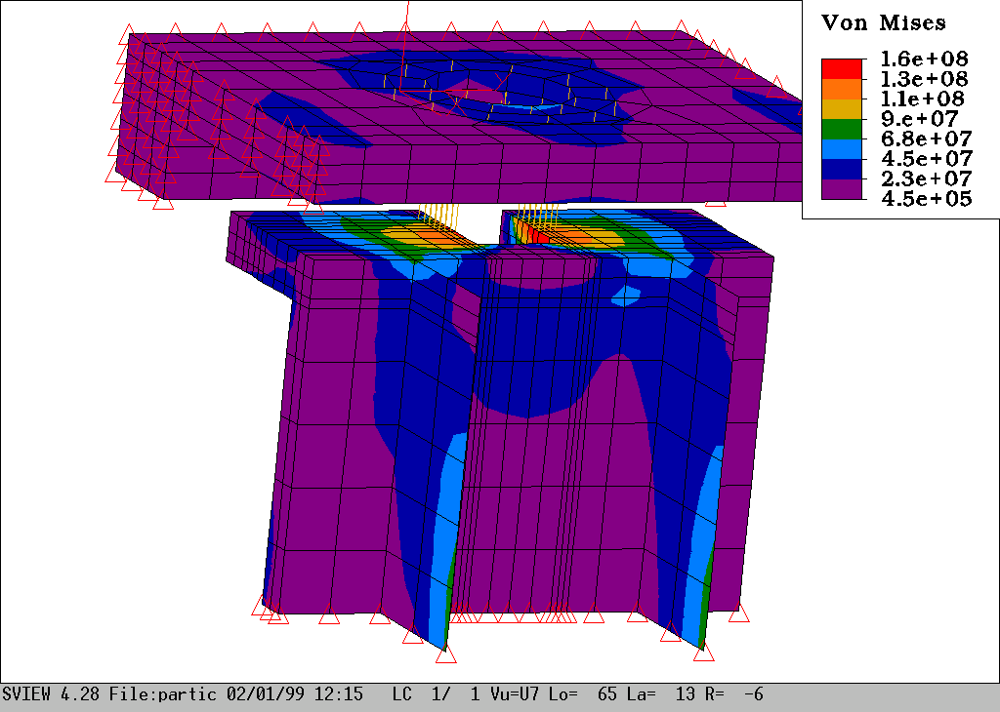 Von Mises
1.6e+08
1.3e+08
1.1e+08
9.e+07
6.8e+07
4.5e+07
2.3e+07
4.5e+05
SVIEW 4.28 File:partic 02/01/99 12:15 LC 1/ 1 Vu=U7 Lo= 65 La= 13 R= -6